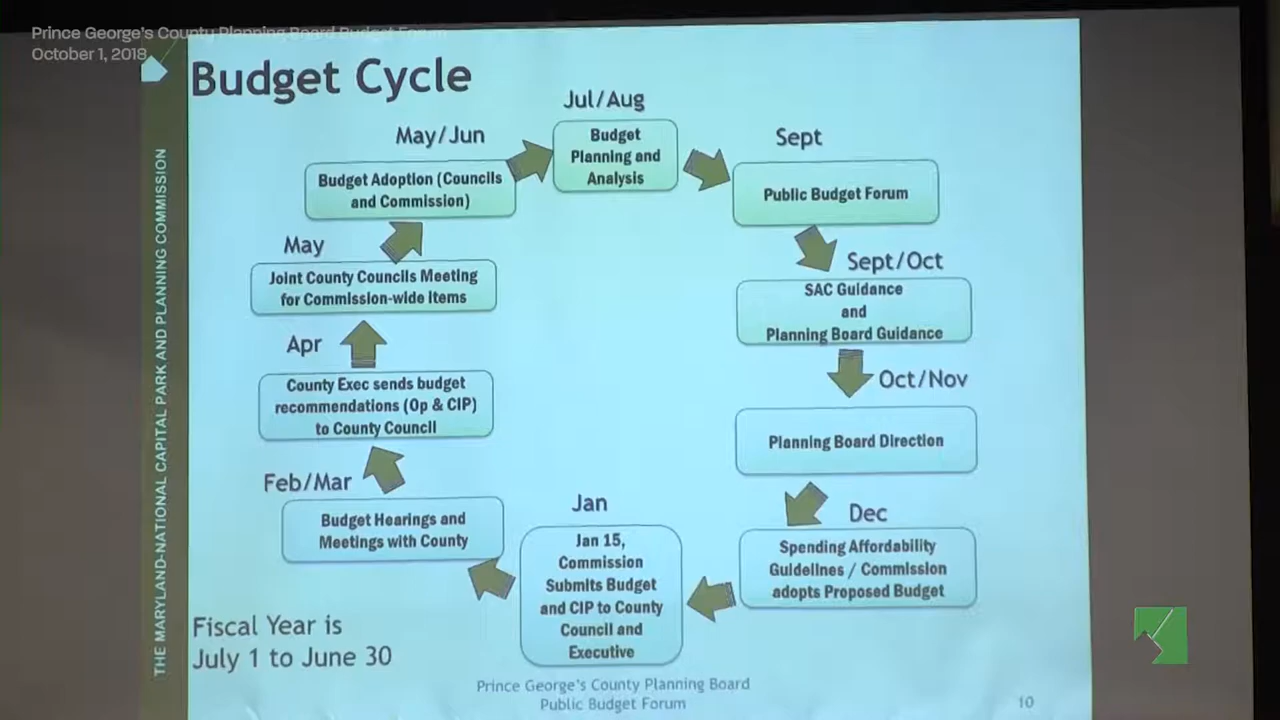 Prince George's County Planning Board Budget Forum
October 1, 2018
THE MARYLAND-NATIONAL CAPITAL PARK AND PLANNING COMMISSION
Budget Cycle
Jul/Aug
Budget
Planning and
Analysis
Sept
Public Budget Forum
Sept/Oct
SAC Guidance
and
Planning Board Guidance
Oct/Nov
Planning Board Direction
Dec
Spending Affordability
Guidelines / Commission
adopts Proposed Budget
Jan
Jan 15,
Commission
Submits Budget
and CIP to County
Council and
Executive
Feb/Mar
Budget Hearings and
Meetings with County
Apr
County Exec sends budget
recommendations (Op & CIP)
to County Council
May
Joint County Councils Meeting
for Commission-wide items
May/Jun
Budget Adoption (Councils
and Commission)
Fiscal Year is
July 1 to June 30
Prince George's County Planning Board
Public Budget Forum
10